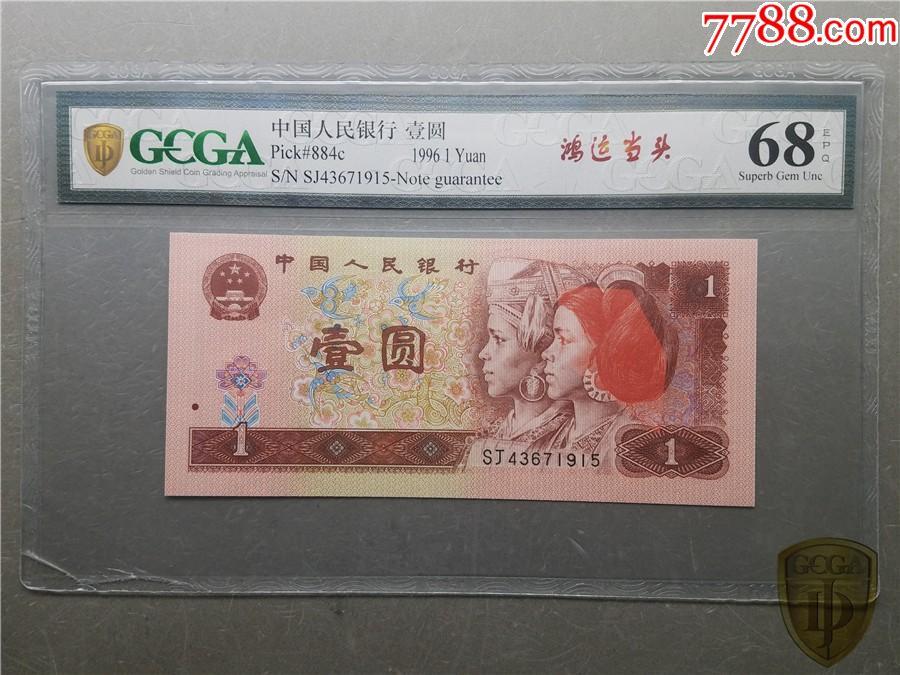 7788.com
GCGA
GCGA
Golden Shield Coin Grading Appraisal
中国人民银行 壹圆
Pick#884c 1996 1 Yuan
S/N SJ43671915-Note guarantee
鸿运当头
68 EPQ
Superb Gem Unc
中国人民银行
1
壹圆
1
SJ43671915
1
GCGA